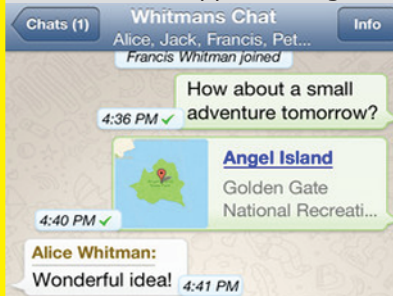 Chats (1)
Whitmans Chat
Info
Alice, Jack, Francis, Pet...
Francis Whitman joined
How about a small
adventure tomorrow?
4:36 PM
Angel Island
Golden Gate
National Recreati...
4:40 PM
Alice Whitman:
Wonderful idea!
4:41 PM